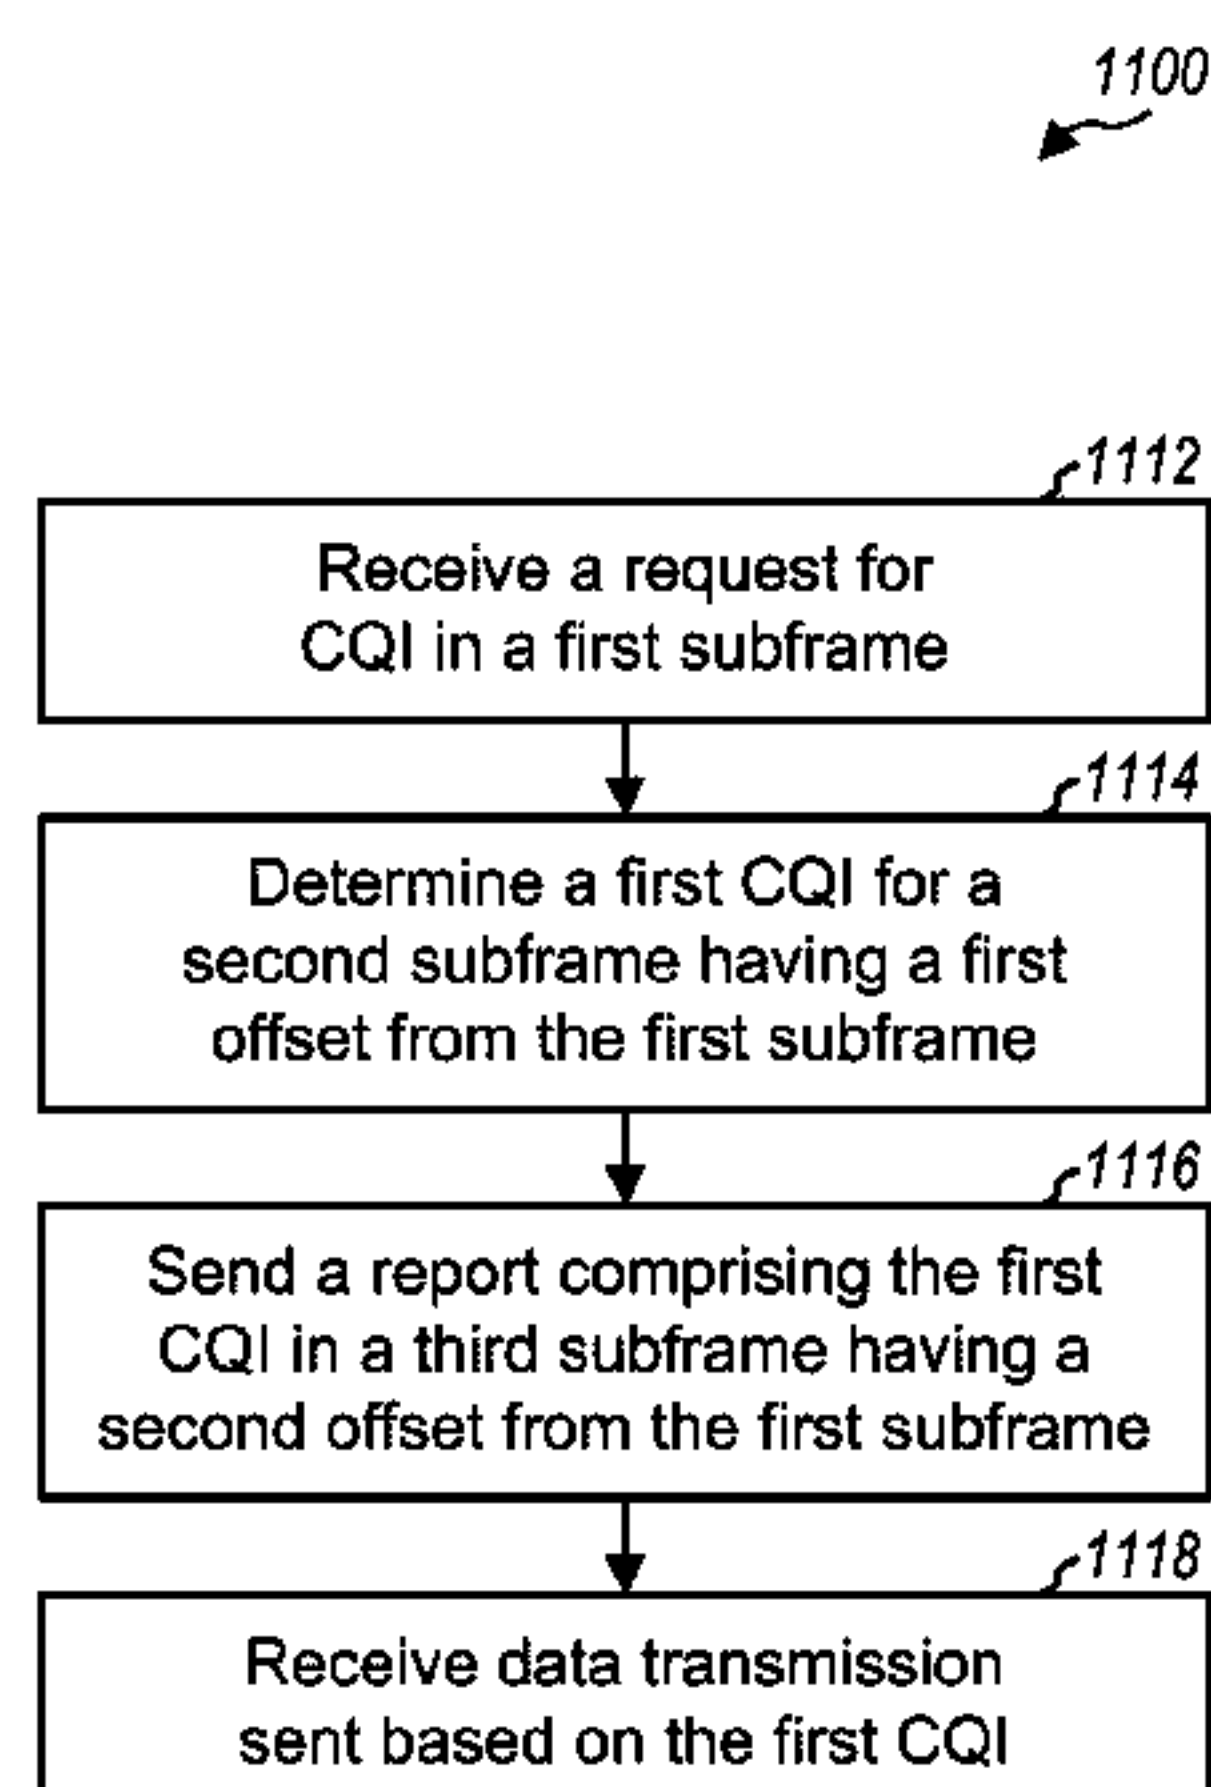 1100
1112
Receive a request for
CQI in a first subframe
1114
Determine a first CQI for a
second subframe having a first
offset from the first subframe
1116
Send a report comprising the first
CQI in a third subframe having a
second offset from the first subframe
1118
Receive data transmission
sent based on the first CQI